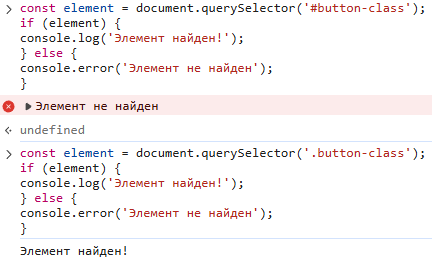 const element = document.querySelector('#button-class');
if (element) {
console.log('Элемент найден!');
} else {
console.error('Элемент не найден');
}
Элемент не найден
undefined
const element = document.querySelector('.button-class');
if (element) {
console.log('Элемент найден!');
} else {
console.error('Элемент не найден');
}
Элемент найден!